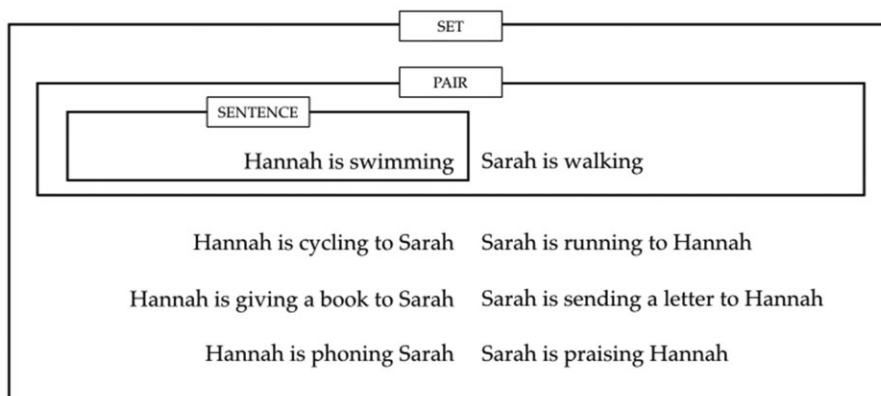 SET
PAIR
SENTENCE
Hannah is swimming Sarah is walking
Hannah is cycling to Sarah Sarah is running to Hannah
Hannah is giving a book to Sarah Sarah is sending a letter to Hannah
Hannah is phoning Sarah Sarah is praising Hannah